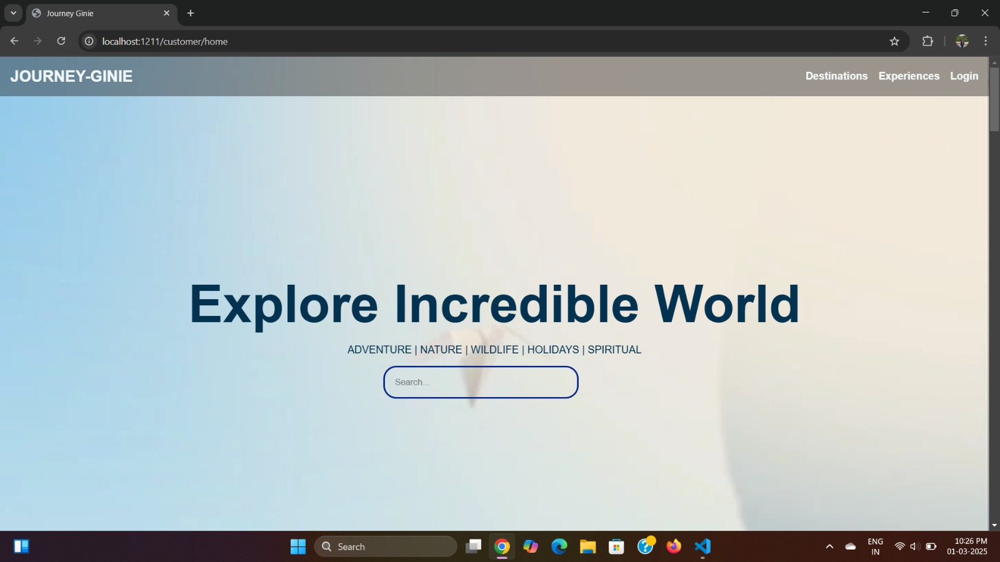 Journey Ginie
localhost:1211/customer/home
JOURNEY-GINIE
Destinations Experiences Login
Explore Incredible World
ADVENTURE | NATURE | WILDLIFE | HOLIDAYS | SPIRITUAL
Search...
Search
ENG
IN
10:26 PM
01-03-2025